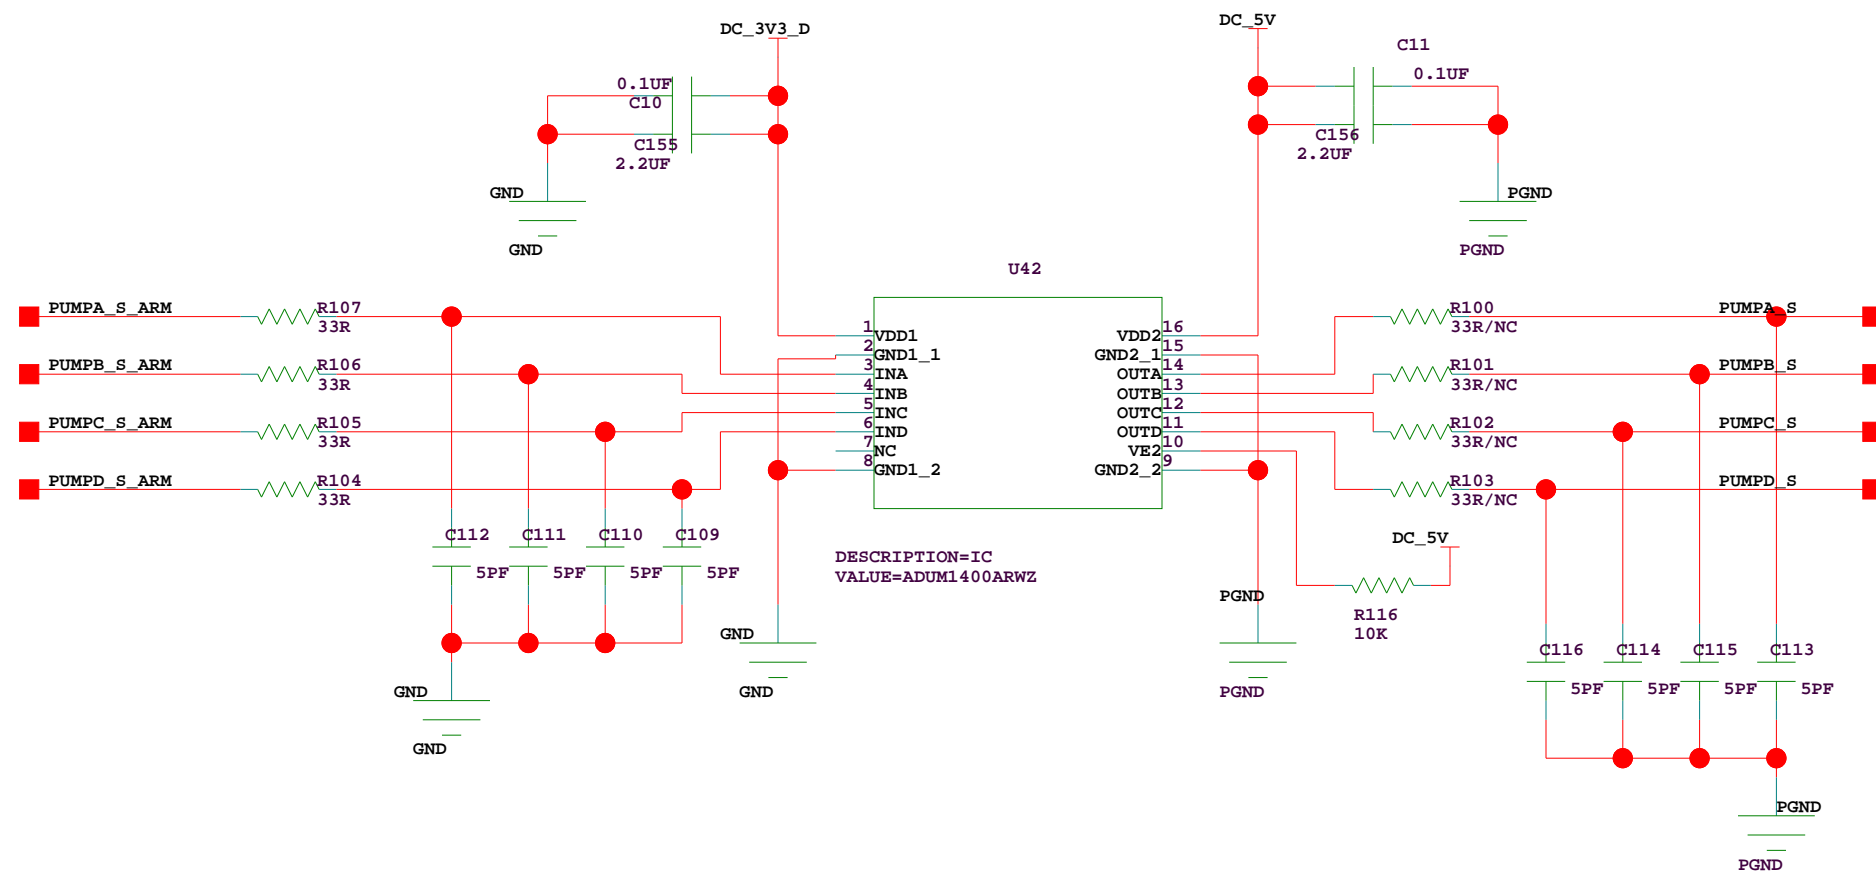 DC_3V3_D
DC_5V
C11
0.1UF
0.1UF
C10
C155
2.2UF
C156
2.2UF
GND
GND
PGND
PGND
U42
PUMPA_S_ARM
R107
33R
PUMPB_S_ARM
R106
33R
PUMPC_S_ARM
R105
33R
PUMPD_S_ARM
R104
33R
1
VDD1
2
GND1_1
3
INA
4
INB
5
INC
6
IND
7
NC
8
GND1_2
VDD2
16
GND2_1
15
OUTA
14
OUTB
13
OUTC
12
OUTD
11
VE2
10
GND2_2
9
R100
33R/NC
PUMPA_S
R101
33R/NC
PUMPB_S
R102
33R/NC
PUMPC_S
R103
33R/NC
PUMPD_S
C112
5PF
C111
5PF
C110
5PF
C109
5PF
DESCRIPTION=IC
VALUE=ADUM1400ARWZ
DC_5V
R116
10K
PGND
PGND
GND
GND
GND
GND
C116
5PF
C114
5PF
C115
5PF
C113
5PF
PGND
PGND